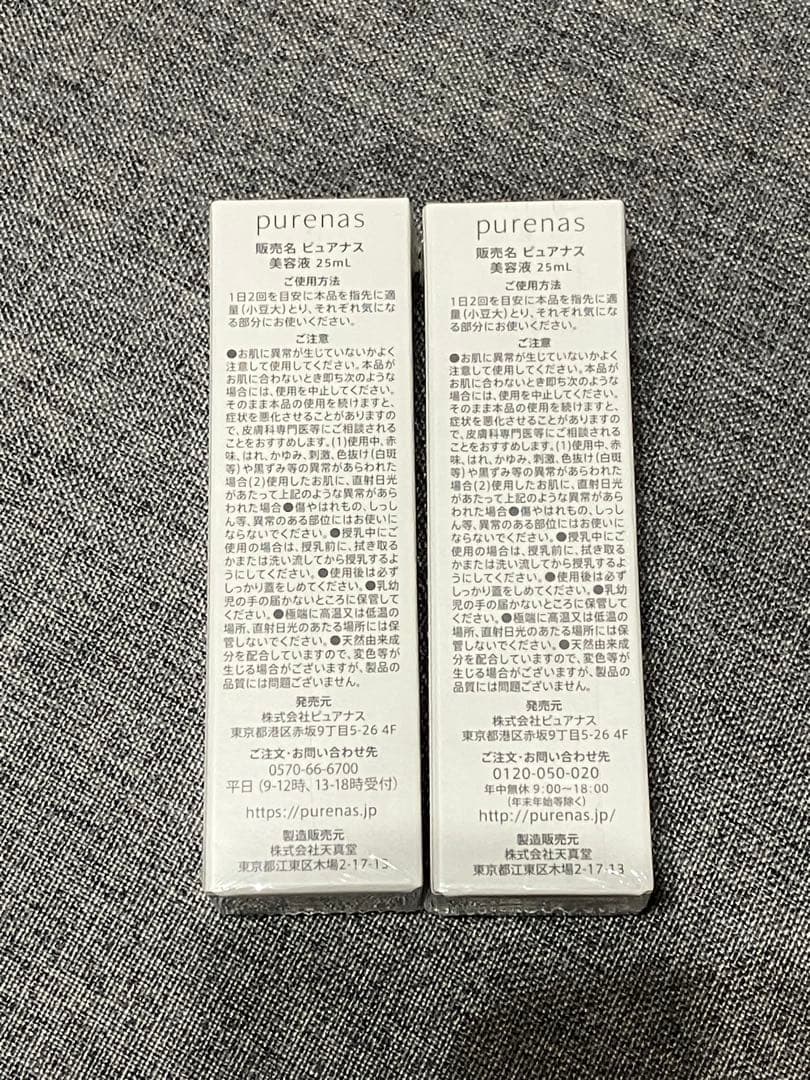 purenas
販売名 ピュアナス
美容液 25mL
ご使用方法
1日2回を目安に本品を指先に適
量(小豆大)とり、それぞれ気にな
る部分にお使いください。
ご注意
●お肌に異常が生じていないかよく
注意して使用してください。本品が
お肌に合わないとき即ち次のような
場合には、使用を中止してください。
そのまま本品の使用を続けますと、
症状を悪化させることがありますの
で、皮膚科専門医等にご相談される
ことをおすすめします。(1)使用中、赤
味、はれ、かゆみ、刺激、色抜け(白斑
等)や黒ずみ等の異常があらわれた
場合(2)使用したお肌に、直射日光
があたって上記のような異常があら
われた場合●傷やはれもの、しっし
ん等、異常のある部位にはお使いに
ならないでください。●授乳中にご
使用の場合は、授乳前に、拭き取る
かまたは洗い流してから授乳するよ
うにしてください。●使用後は必ず
しっかり蓋をしめてください。●乳幼
児の手の届かないところに保管して
ください。●極端に高温又は低温の
場所、直射日光のあたる場所には保
管しないでください。●天然由来成
分を配合していますので、変色等が
生じる場合がございますが、製品の
品質には問題ございません。
発売元
株式会社ピュアナス
東京都港区赤坂9丁目5-26 4F
ご注文・お問い合わせ先
0570-66-6700
平日(9-12時、13-18時受付)
https://purenas.jp
製造販売元
株式会社天真堂
東京都江東区木場2-17-13
purenas
販売名 ピュアナス
美容液 25mL
ご使用方法
1日2回を目安に本品を指先に適
量(小豆大)とり、それぞれ気にな
る部分にお使いください。
ご注意
●お肌に異常が生じていないかよく
注意して使用してください。本品が
お肌に合わないとき即ち次のような
場合には、使用を中止してください。
そのまま本品の使用を続けますと、
症状を悪化させることがありますの
で、皮膚科専門医等にご相談される
ことをおすすめします。(1)使用中、赤
味、はれ、かゆみ、刺激、色抜け(白斑
等)や黒ずみ等の異常があらわれた
場合(2)使用したお肌に、直射日光
があたって上記のような異常があら
われた場合●傷やはれもの、しっし
ん等、異常のある部位にはお使いに
ならないでください。●授乳中にご
使用の場合は、授乳前に、拭き取る
かまたは洗い流してから授乳するよ
うにしてください。●使用後は必ず
しっかり蓋をしめてください。●乳幼
児の手の届かないところに保管して
ください。●極端に高温又は低温の
場所、直射日光のあたる場所には保
管しないでください。●天然由来成
分を配合していますので、変色等が
生じる場合がございますが、製品の
品質には問題ございません。
発売元
株式会社ピュアナス
東京都港区赤坂9丁目5-26 4F
ご注文・お問い合わせ先
0120-050-020
年中無休 9:00～18:00
(年末年始等除く)
http://purenas.jp/
製造販売元
株式会社天真堂
東京都江東区木場2-17-13